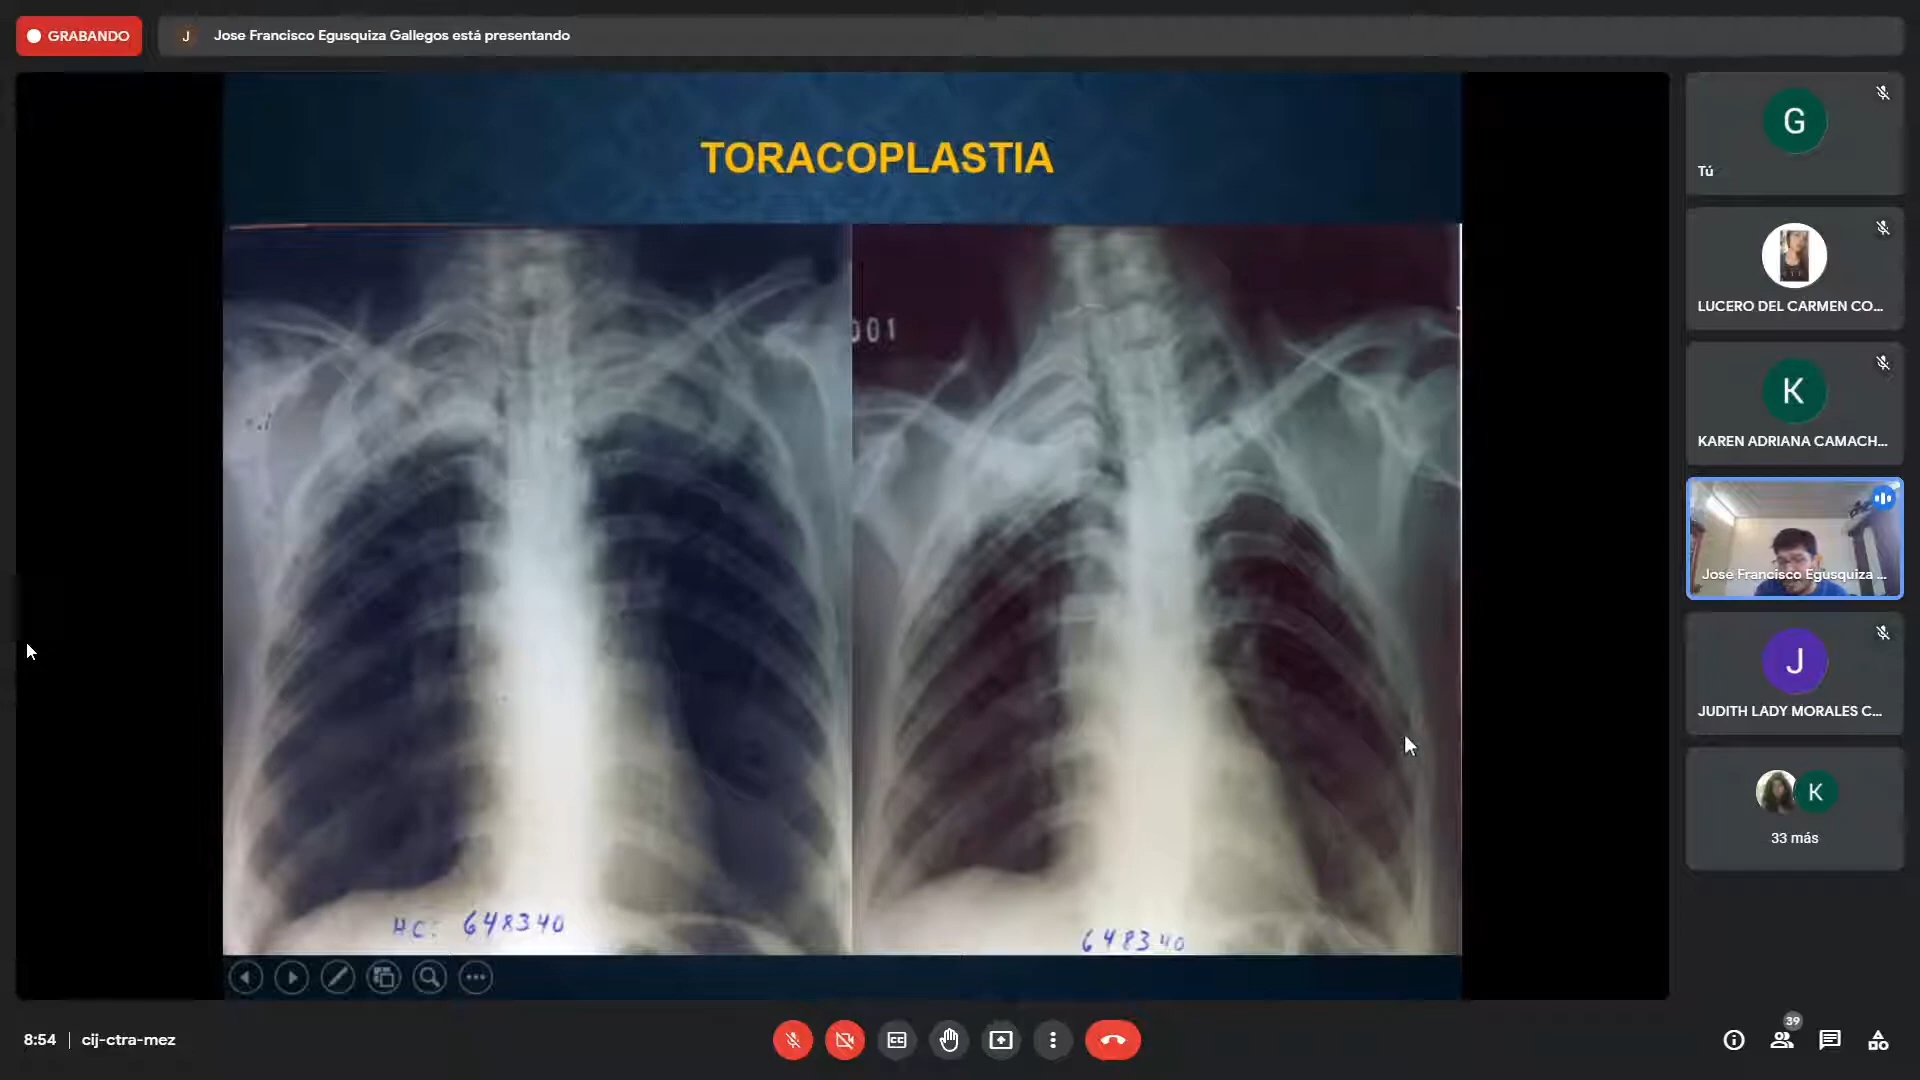 GRABANDO
J
Jose Francisco Egusquiza Gallegos está presentando
TORACOPLASTIA
001
HC: 648340
648340
G
Tú
LUCERO DEL CARMEN CO...
K
KAREN ADRIANA CAMACH...
Jose Francisco Egusquiza ...
J
JUDITH LADY MORALES C...
K
33 más
8:54 | cij-ctra-mez
CC
39